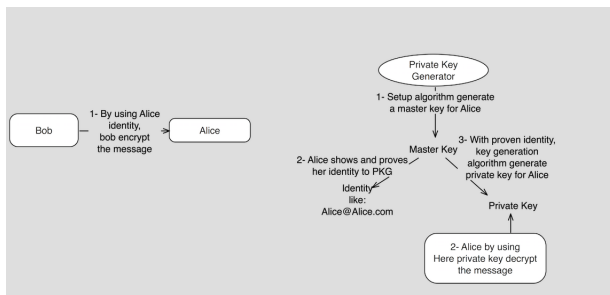 Private Key
Generator
1- Setup algorithm generate
a master key for Alice
Bob
1- By using Alice
identity,
bob encrypt
the message
Alice
Master Key
2- Alice shows and proves
her identity to PKG
3- With proven identity,
key generation
algorithm generate
private key for Alice
Identity
like:
Alice@Alice.com
Private Key
2- Alice by using
Here private key decrypt
the message